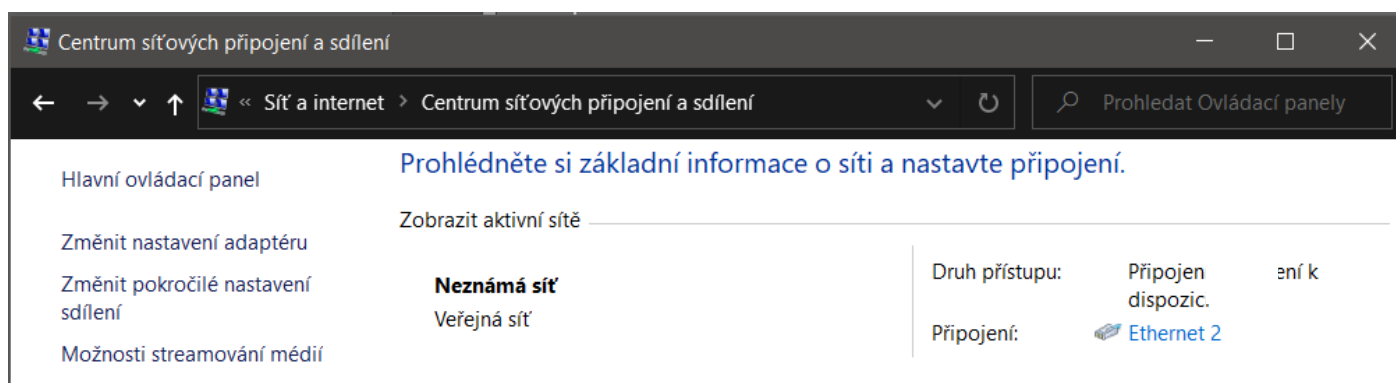 Centrum síťových připojení a sdílení
« Síť a internet > Centrum síťových připojení a sdílení
Prohledat Ovládací panely
Hlavní ovládací panel
Prohlédněte si základní informace o síti a nastavte připojení.
Zobrazit aktivní sítě
Změnit nastavení adaptéru
Změnit pokročilé nastavení
sdílení
Možnosti streamování médií
Neznámá síť
Veřejná síť
Druh přístupu: Připojen ení k
dispozic.
Připojení: Ethernet 2